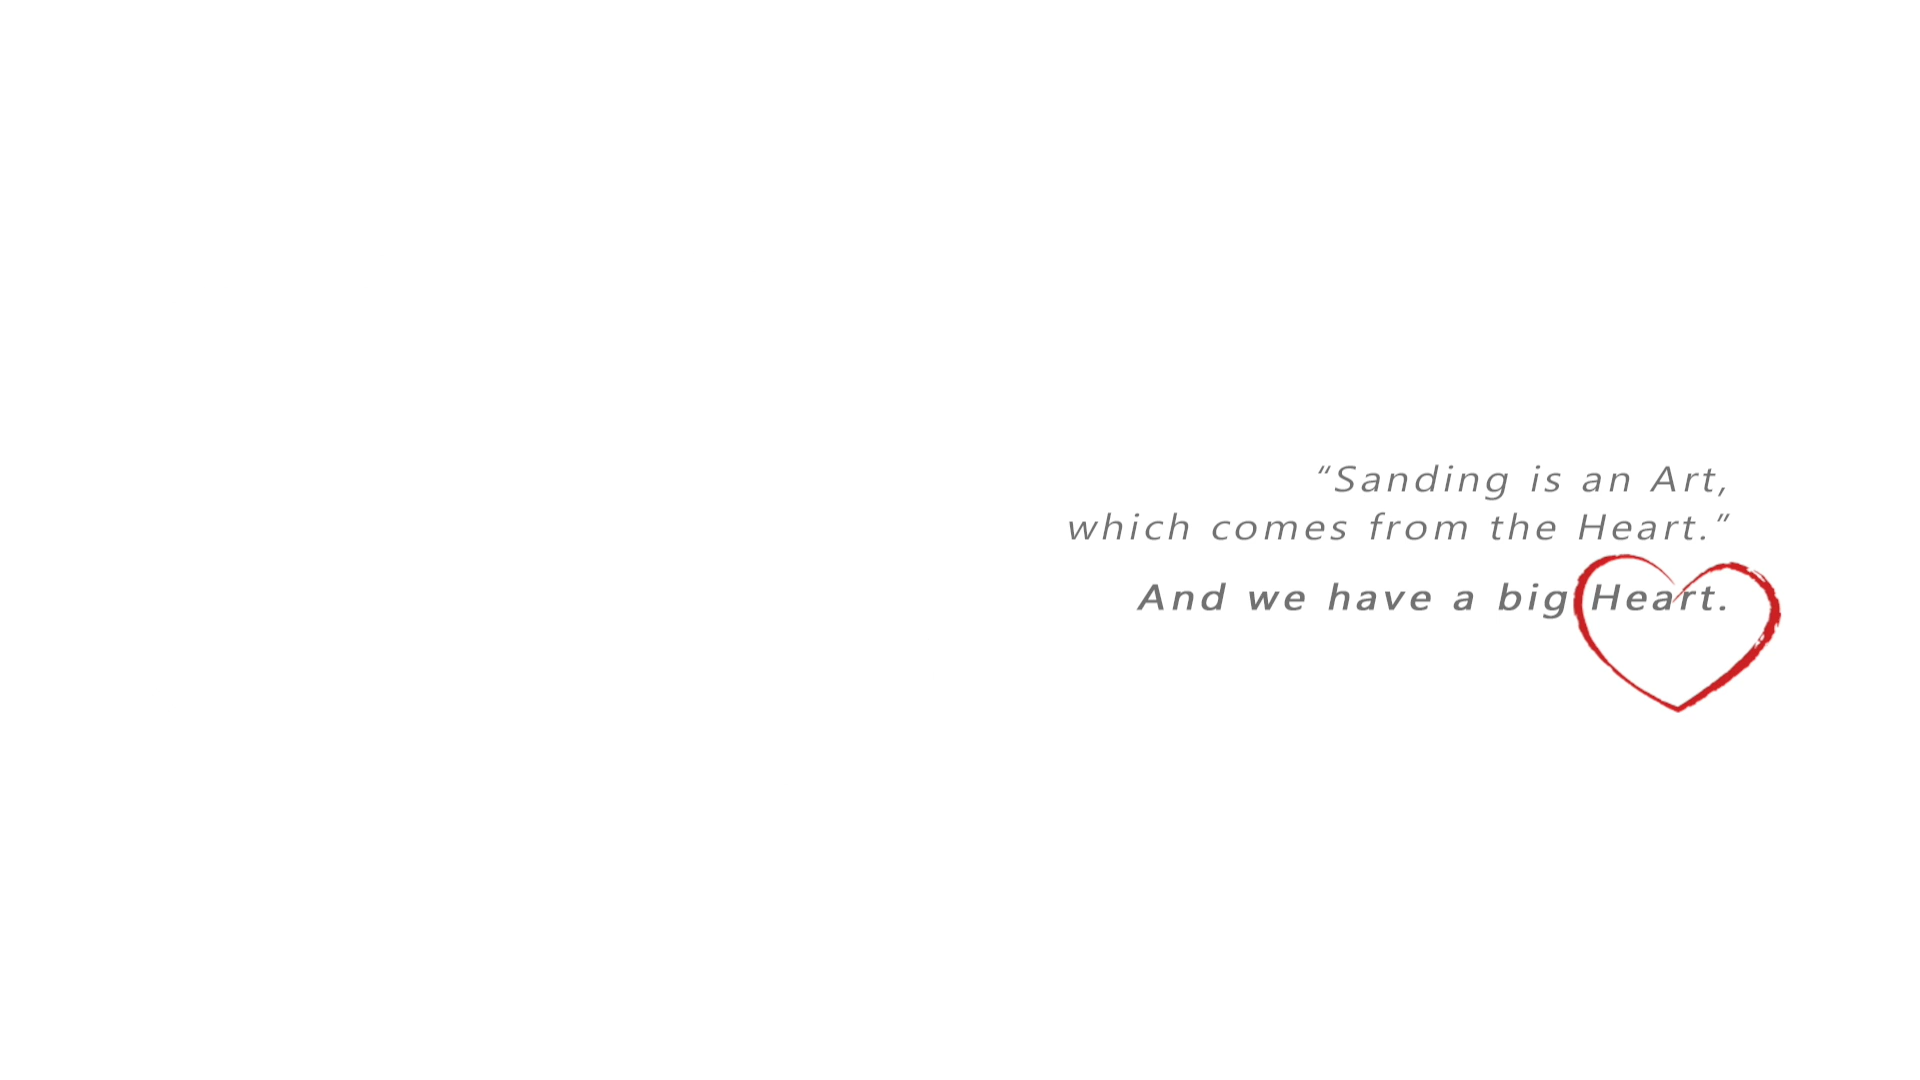 “Sanding is an Art,
which comes from the Heart.”
And we have a big Heart.